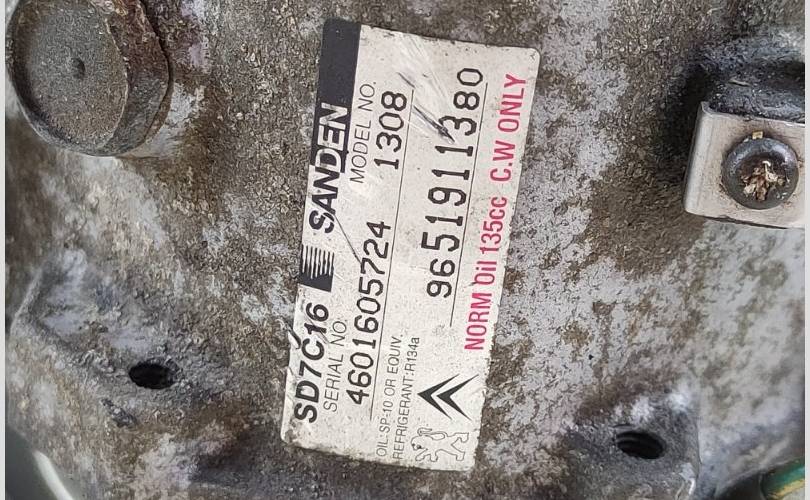 SD7C16 SANDEN
SERIAL NO. MODEL NO.
4601605724 1308
OIL:SP-10 OR EQUIV.
REFRIGERANT:R134a
9651911380
NORM Oil 135cc C.W ONLY